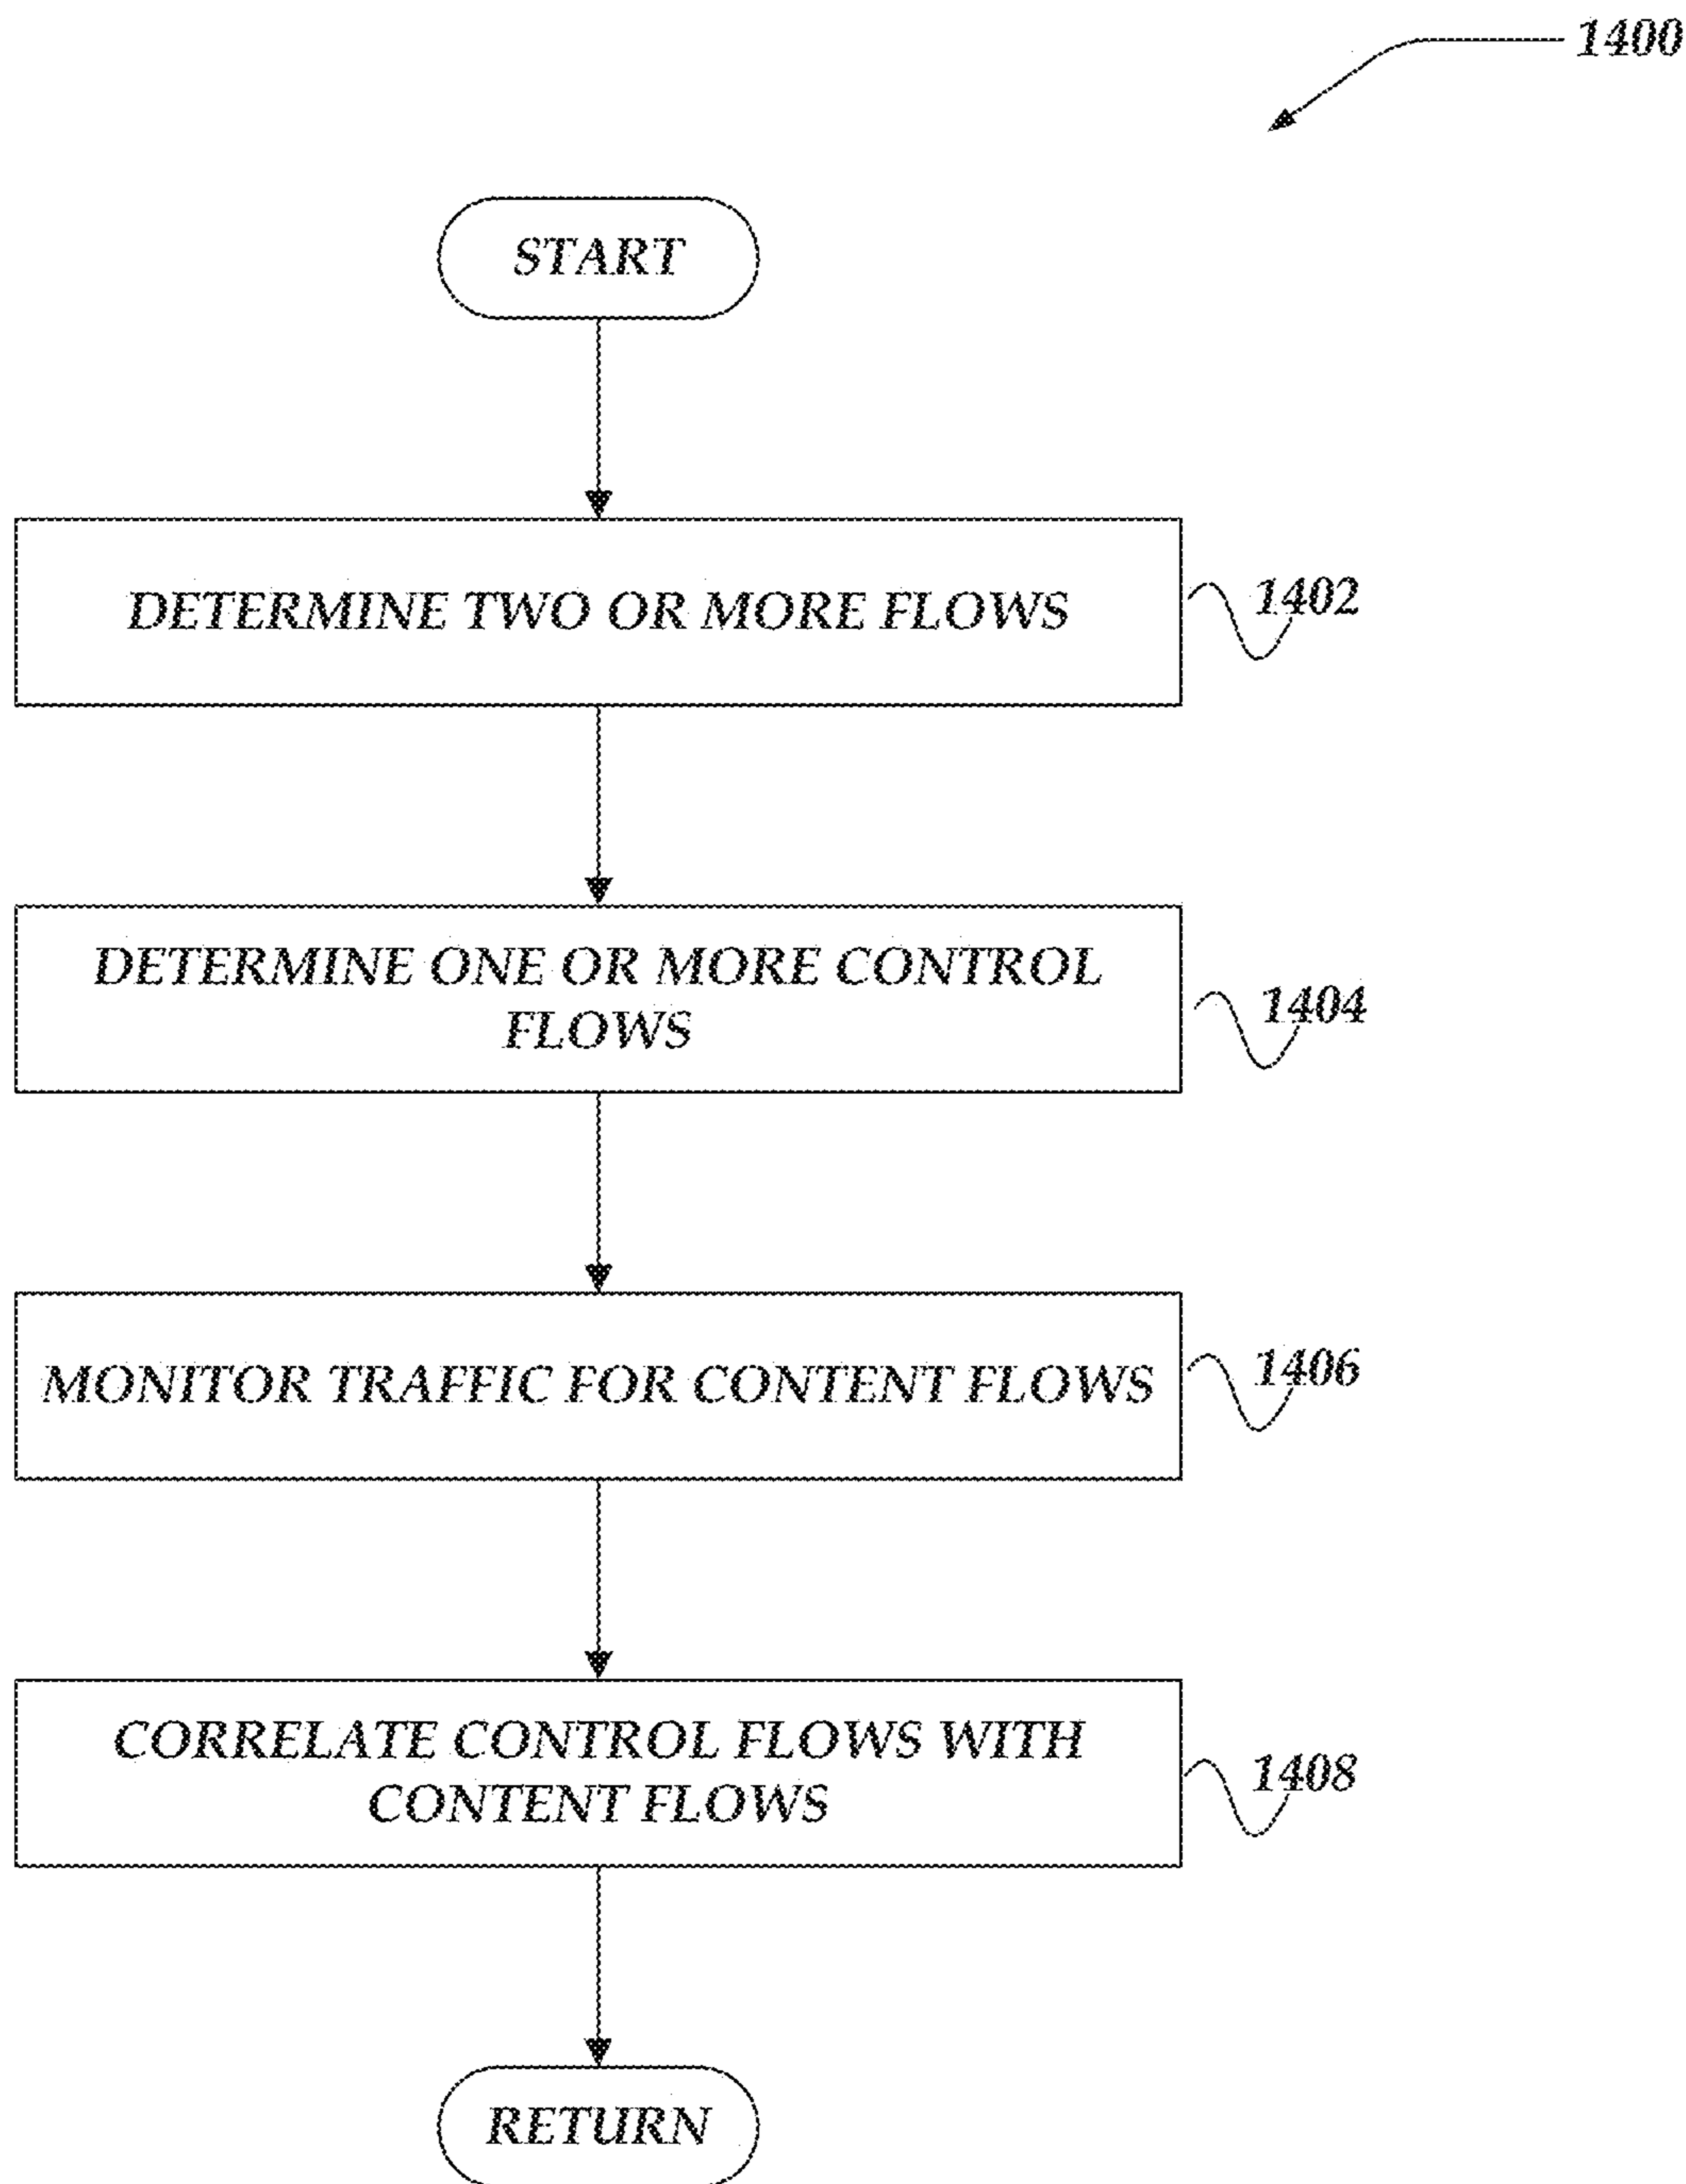 1400
START
DETERMINE TWO OR MORE FLOWS
1402
DETERMINE ONE OR MORE CONTROL
FLOWS
1404
MONITOR TRAFFIC FOR CONTENT FLOWS
1406
CORRELATE CONTROL FLOWS WITH
CONTENT FLOWS
1408
RETURN